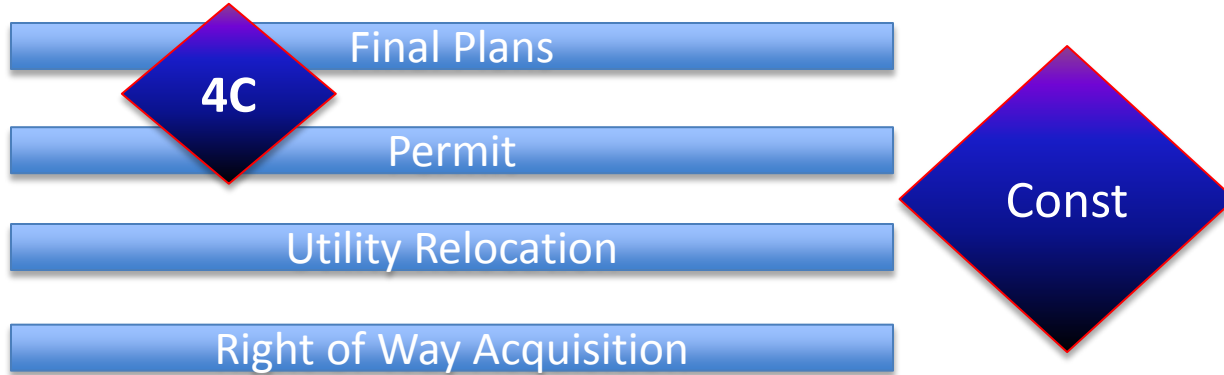 Final Plans
4C
Permit
Const
Utility Relocation
Right of Way Acquisition